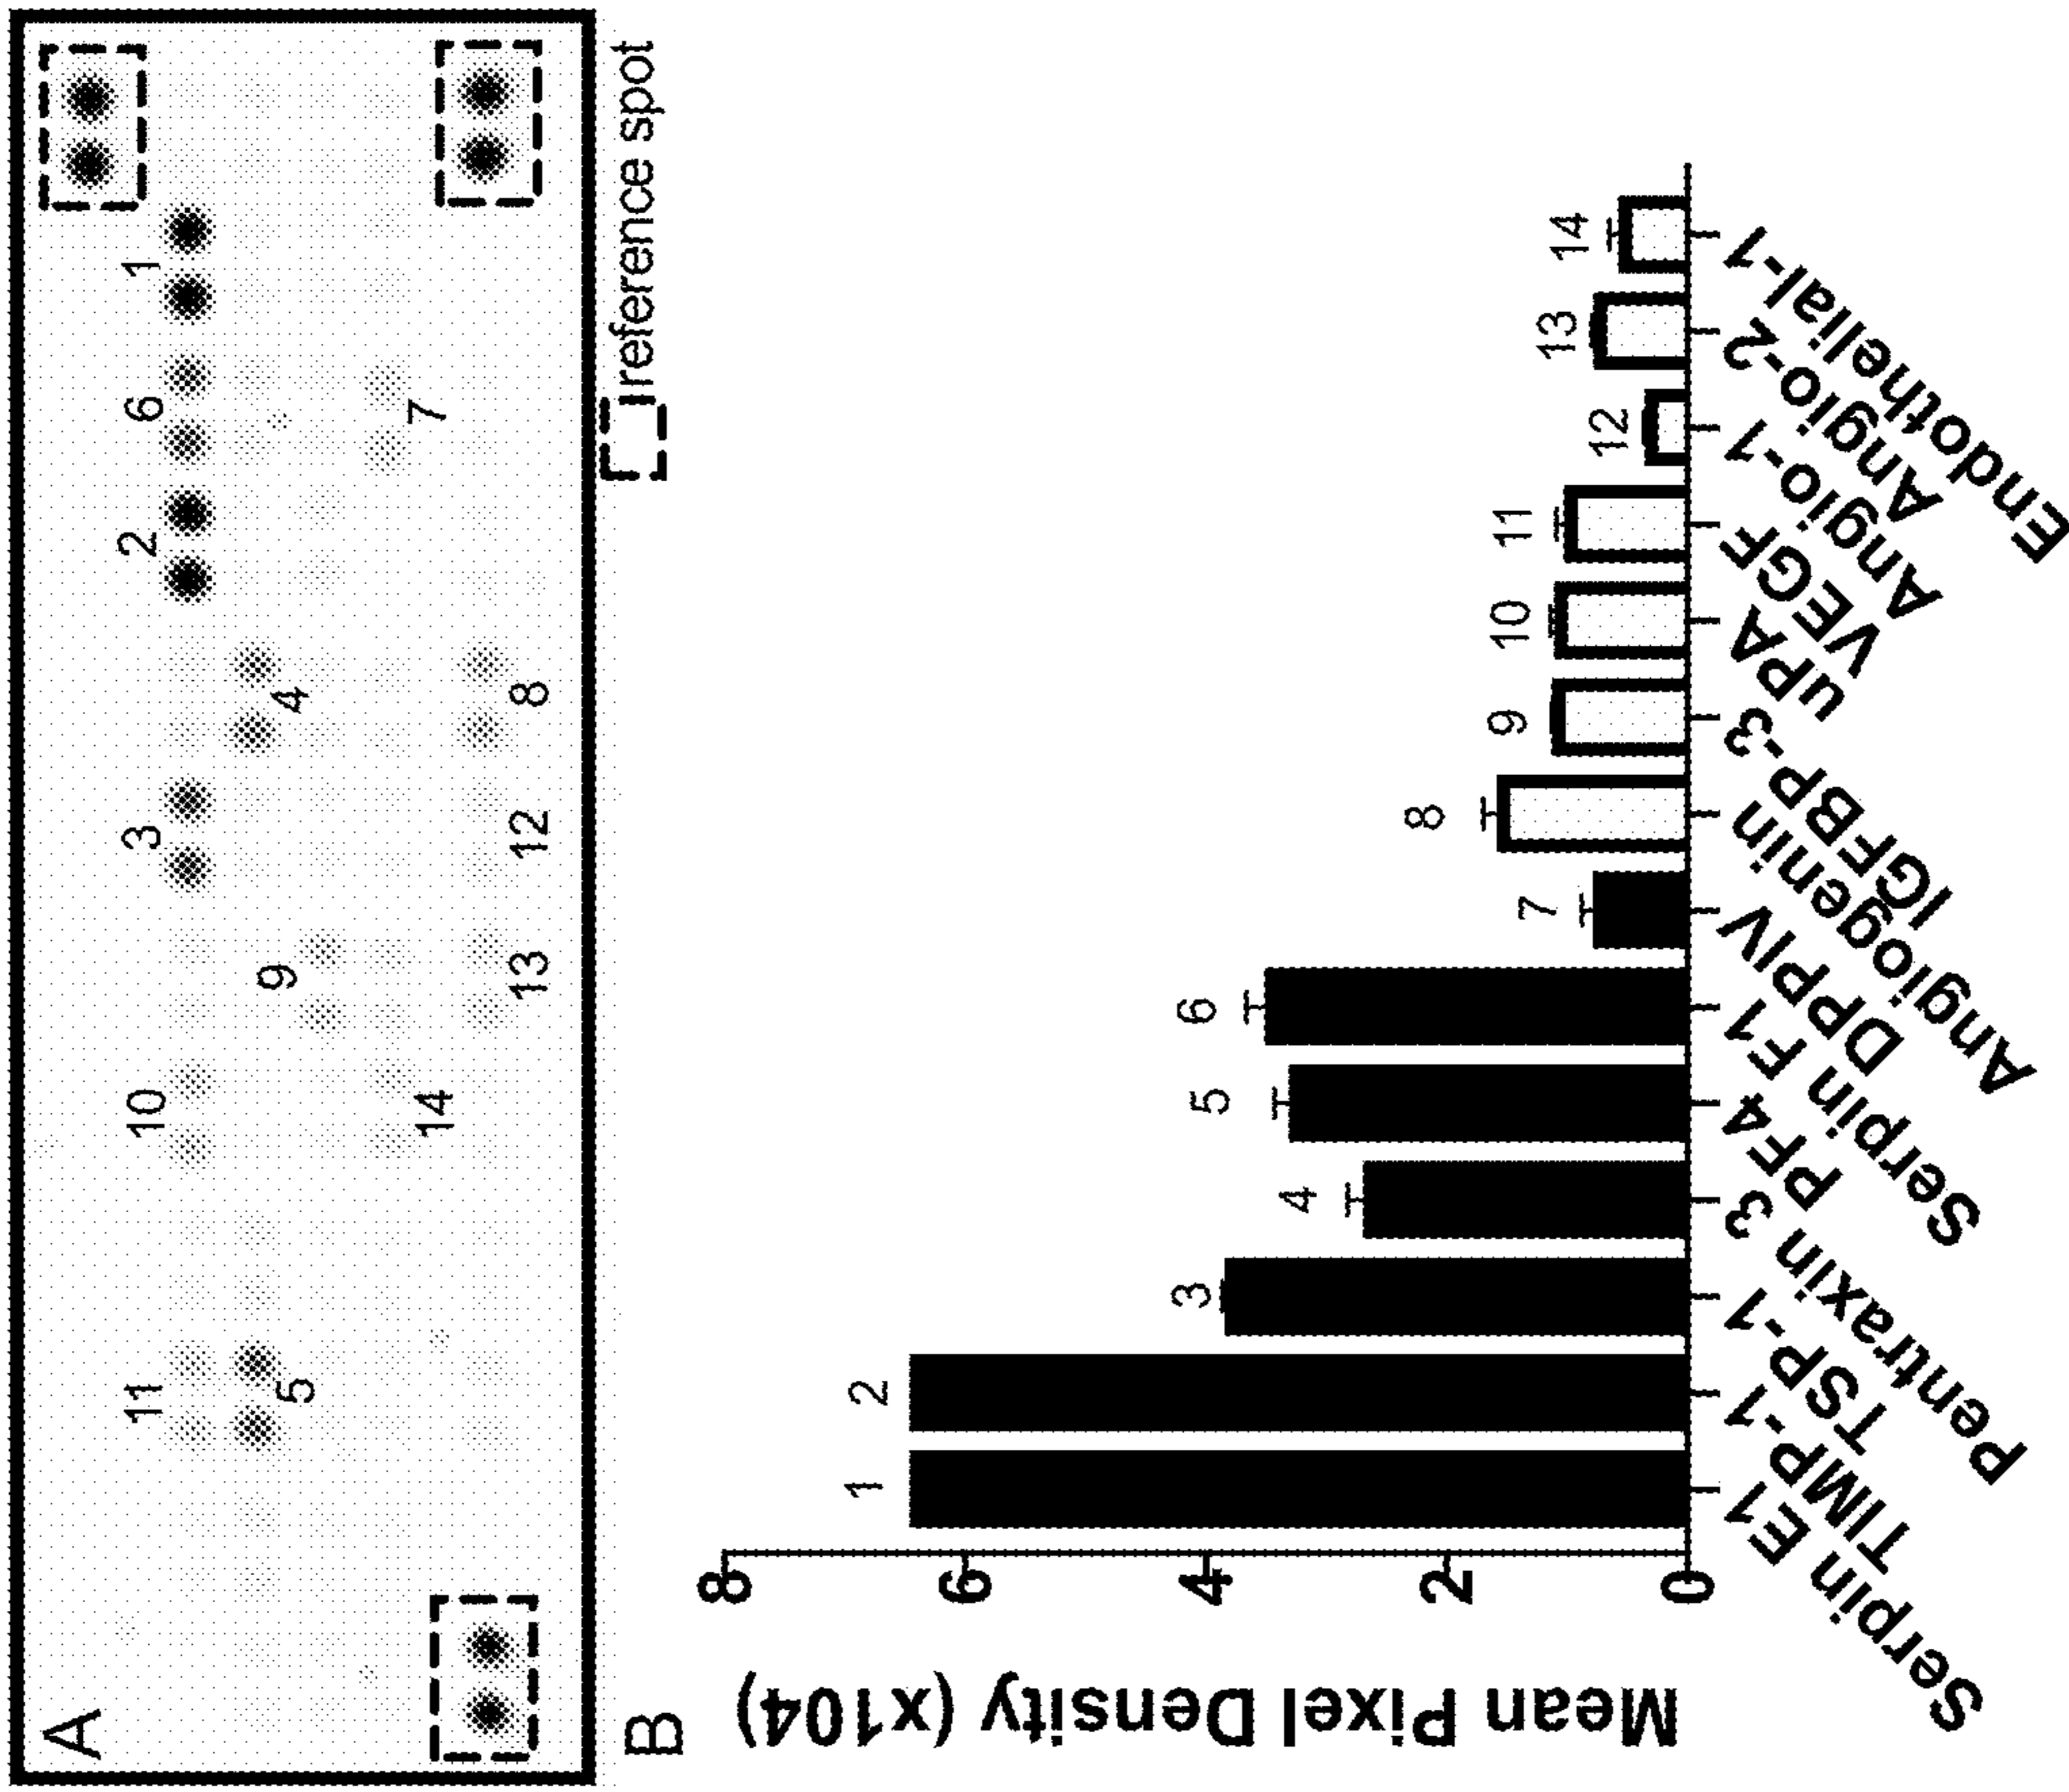 A
11
5
10
14
9
13
3
12
4
8
2
6
7
1
reference spot
B
Mean Pixel Density (x104)
8
6
4
2
0
1
2
3
4
5
6
7
8
9
10
11
12
13
14
Serpin E1
TIMP-1
TSP-1
Pentraxin 3
PF4
Serpin F1
DPPIV
Angiogenin
IGFBP-3
uPA
VEGF
Angio-1
Angio-2
Endothelial-1